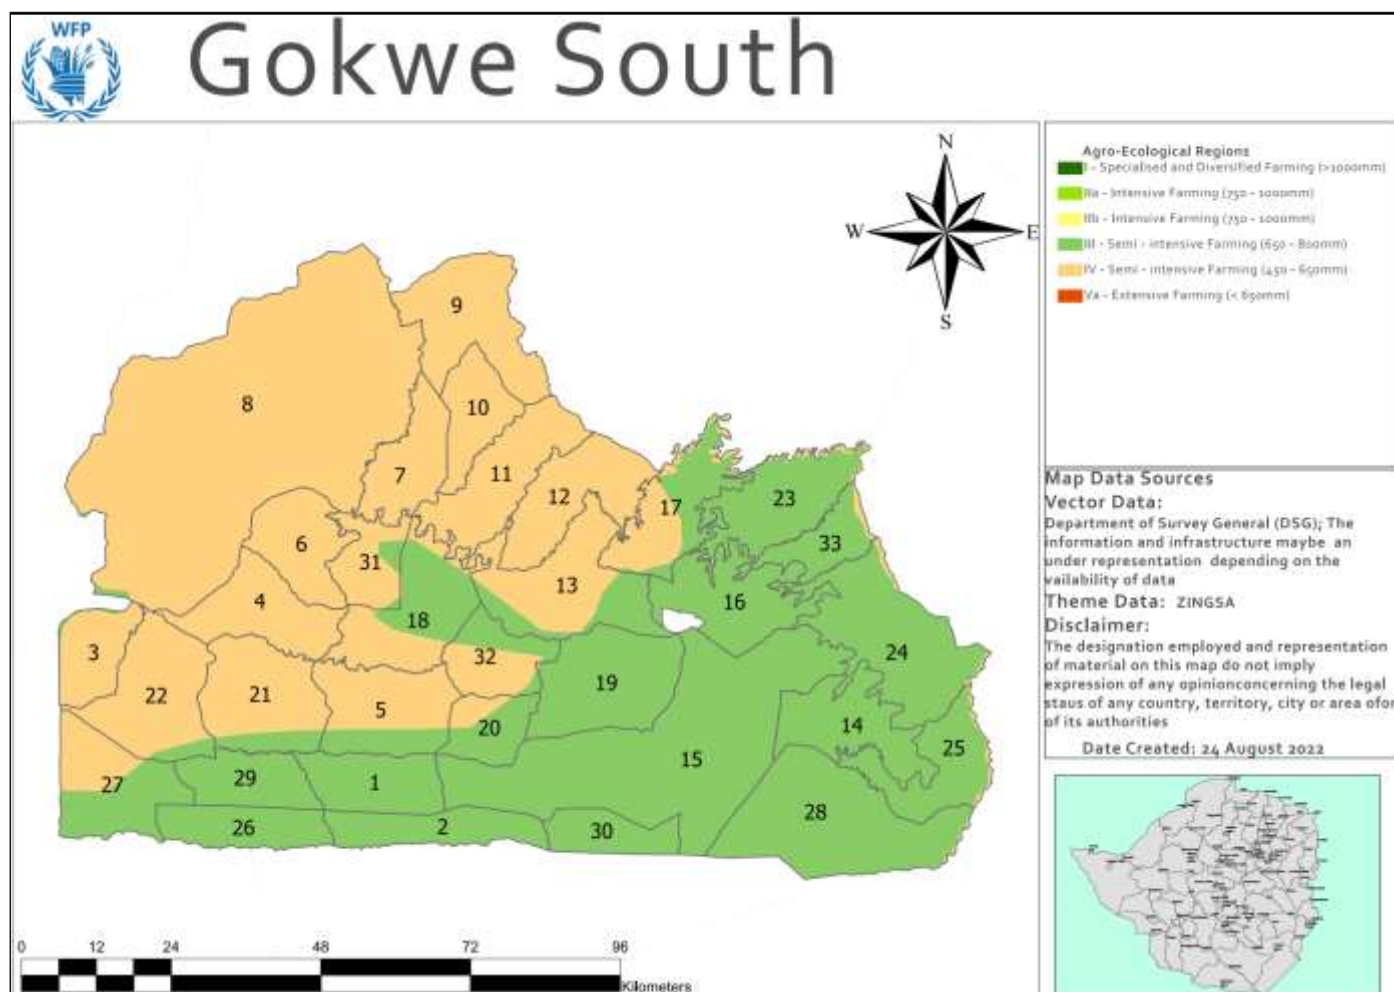 WFP
Gokwe South
N
W
E
S
Agro-Ecological Regions
I - Specialised and Diversified Farming (>1000mm)
IIa - Intensive Farming (750 - 1000mm)
IIb - Intensive Farming (750 - 1000mm)
III - Semi - intensive Farming (650 - 800mm)
IV - Semi - intensive Farming (450 - 650mm)
Va - Extensive Farming (< 650mm)
9
8
10
7
11
12
17
23
6
31
33
13
4
18
16
3
32
24
22
21
5
19
20
14
25
15
27
29
1
28
26
2
30
Map Data Sources
Vector Data:
Department of Survey General (DSG); The
information and infrastructure maybe an
under representation depending on the
vailability of data
Theme Data: ZINGSA
Disclaimer:
The designation employed and representation
of material on this map do not imply
expression of any opinionconcerning the legal
staus of any country, territory, city or area ofor
of its authorities
Date Created: 24 August 2022
0 12 24 48 72 96
Kilometers